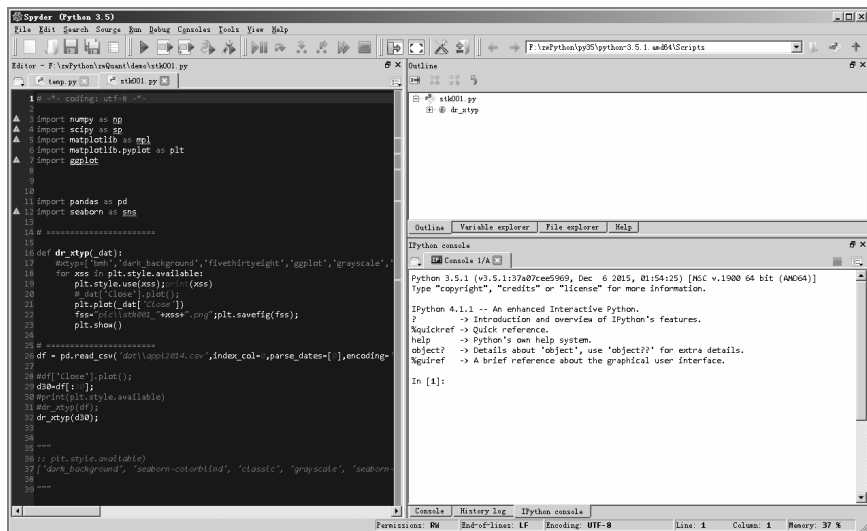 Spyder (Python 3.5)
File Edit Search Source Run Debug Consoles Tools View Help
F:\zwPython\py35\python-3.5.1.amd64\Scripts
Editor - F:\zwPython\zwQuant\demo\stk001.py
temp.py
stk001.py
1 # -*- coding: utf-8 -*-
2
3 import numpy as np
4 import scipy as sp
5 import matplotlib as mpl
6 import matplotlib.pyplot as plt
7 import ggplot
8
9
10
11 import pandas as pd
12 import seaborn as sns
13
14 # =======================
15
16 def dr_xtyp(_dat):
17 #xtyp=['bmh','dark_background','fivethirtyeight','ggplot','grayscale','
18 for xss in plt.style.available:
19 plt.style.use(xss);print(xss)
20 #_dat['Close'].plot();
21 plt.plot(_dat['Close'])
22 fss="pic\\stk001_"+xss+".png";plt.savefig(fss);
23 plt.show()
24
25 # =======================
26 df = pd.read_csv('dat\\appl2014.csv',index_col=0,parse_dates=[0],encoding='
27
28 #df['Close'].plot();
29 d30=df[:30];
30 #print(plt.style.available)
31 #dr_xtyp(df);
32 dr_xtyp(d30);
33
34
35 """
36 :: plt.style.available)
37 ['dark_background', 'seaborn-colorblind', 'classic', 'grayscale', 'seaborn-
38
39 """
Outline
stk001.py
dr_xtyp
Outline Variable explorer File explorer Help
IPython console
Console 1/A
Python 3.5.1 (v3.5.1:37a07cee5969, Dec 6 2015, 01:54:25) [MSC v.1900 64 bit (AMD64)]
Type "copyright", "credits" or "license" for more information.
IPython 4.1.1 -- An enhanced Interactive Python.
? -> Introduction and overview of IPython's features.
%quickref -> Quick reference.
help -> Python's own help system.
object? -> Details about 'object', use 'object??' for extra details.
%guiref -> A brief reference about the graphical user interface.
In [1]:
Console History log IPython console
Permissions: RW End-of-lines: LF Encoding: UTF-8 Line: 1 Column: 1 Memory: 37 %